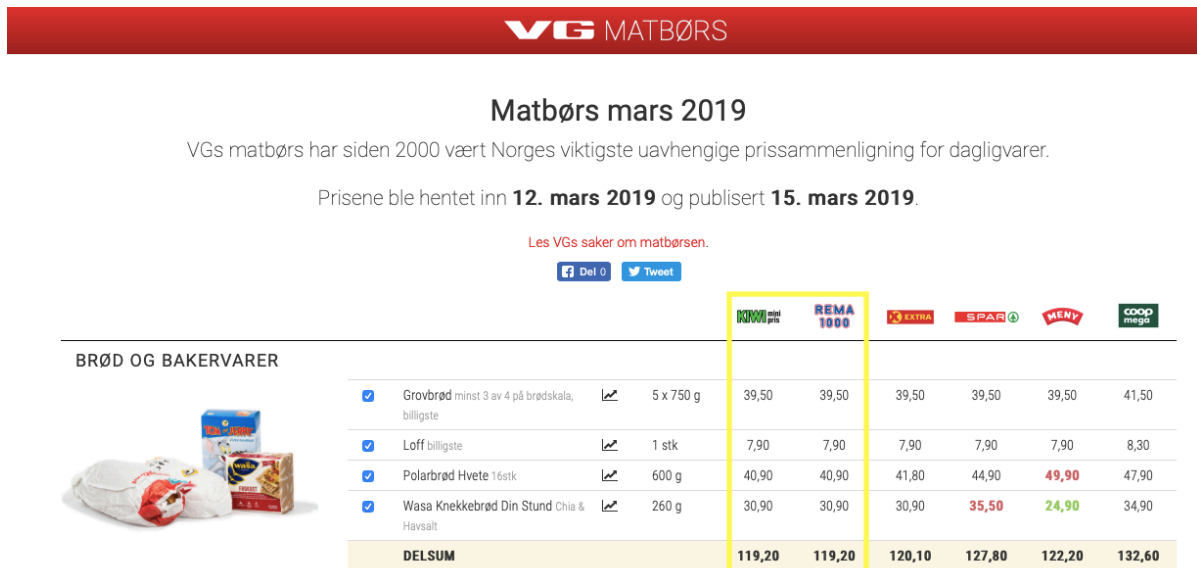 VG MATBØRS
Matbørs mars 2019
VGs matbørs har siden 2000 vært Norges viktigste uavhengige prissammenligning for dagligvarer.
Prisene ble hentet inn 12. mars 2019 og publisert 15. mars 2019.
Les VGs saker om matbørsen.
Del 0 Tweet
KIWI mini pris REMA 1000 X EXTRA SPAR MENY coop mega
BRØD OG BAKERVARER
Grovbrød minst 3 av 4 på brødskala, 5 x 750 g 39,50 39,50 39,50 39,50 39,50 41,50
billigste
Loff billigste 1 stk 7,90 7,90 7,90 7,90 7,90 8,30
Polarbrød Hvete 16stk 600 g 40,90 40,90 41,80 44,90 49,90 47,90
Wasa Knekkebrød Din Stund Chia & 260 g 30,90 30,90 30,90 35,50 24,90 34,90
Havsalt
wasa
DELSUM 119,20 119,20 120,10 127,80 122,20 132,60